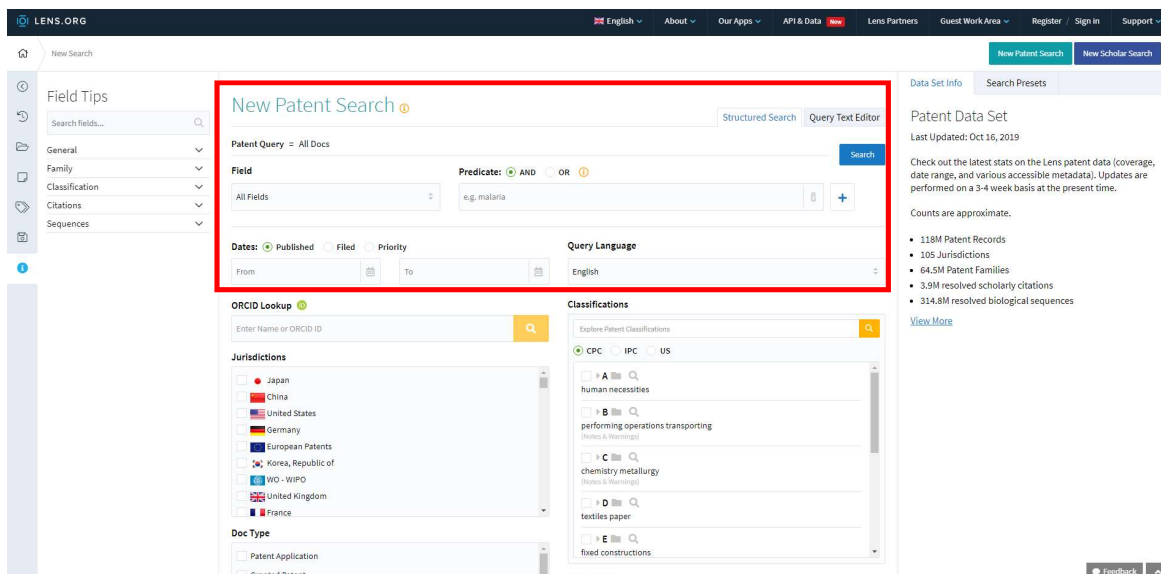 LENS.ORG
English About Our Apps API & Data New Lens Partners Guest Work Area Register / Sign in Support
New Search
New Patent Search New Scholar Search
Field Tips
Search fields...
General
Family
Classification
Citations
Sequences
New Patent Search
Structured Search Query Text Editor
Patent Query = All Docs
Search
Field
Predicate: AND OR
All Fields
e.g. malaria
Dates: Published Filed Priority
From
To
Query Language
English
ORCID Lookup iD
Enter Name or ORCID ID
Jurisdictions
Japan
China
United States
Germany
European Patents
Korea, Republic of
WO - WIPO
United Kingdom
France
Doc Type
Patent Application
Granted Patent
Classifications
Explore Patent Classifications
CPC IPC US
A
human necessities
B
performing operations transporting
(Notes & Warnings)
C
chemistry metallurgy
(Notes & Warnings)
D
textiles paper
E
fixed constructions
Data Set Info Search Presets
Patent Data Set
Last Updated: Oct 16, 2019
Check out the latest stats on the Lens patent data (coverage,
date range, and various accessible metadata). Updates are
performed on a 3-4 week basis at the present time.
Counts are approximate.
• 118M Patent Records
• 105 Jurisdictions
• 64.5M Patent Families
• 3.9M resolved scholarly citations
• 314.8M resolved biological sequences
View More
Feedback